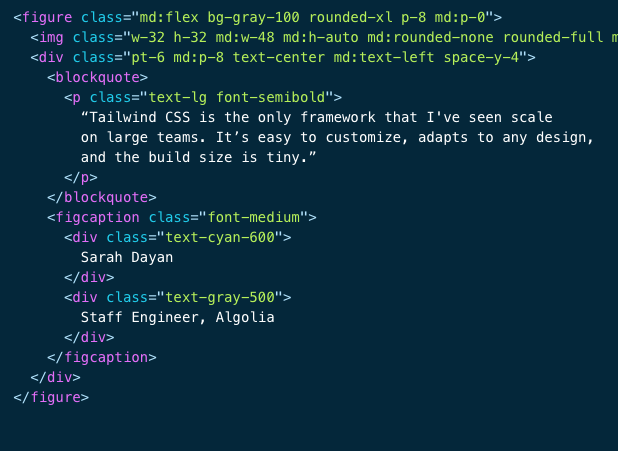 <figure class="md:flex bg-gray-100 rounded-xl p-8 md:p-0">
<img class="w-32 h-32 md:w-48 md:h-auto md:rounded-none rounded-full
<div class="pt-6 md:p-8 text-center md:text-left space-y-4">
<blockquote>
<p class="text-lg font-semibold">
“Tailwind CSS is the only framework that I've seen scale
on large teams. It’s easy to customize, adapts to any design,
and the build size is tiny.”
</p>
</blockquote>
<figcaption class="font-medium">
<div class="text-cyan-600">
Sarah Dayan
</div>
<div class="text-gray-500">
Staff Engineer, Algolia
</div>
</figcaption>
</div>
</figure>